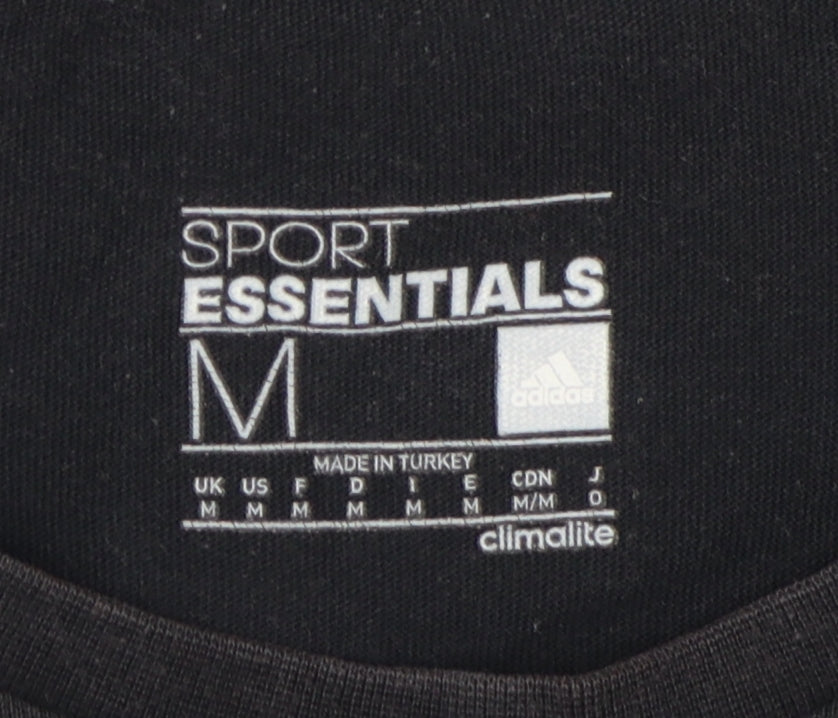 SPORT
ESSENTIALS
M
adidas
MADE IN TURKEY
UK US F D I E CDN J
M M M M M M M/M O
climalite